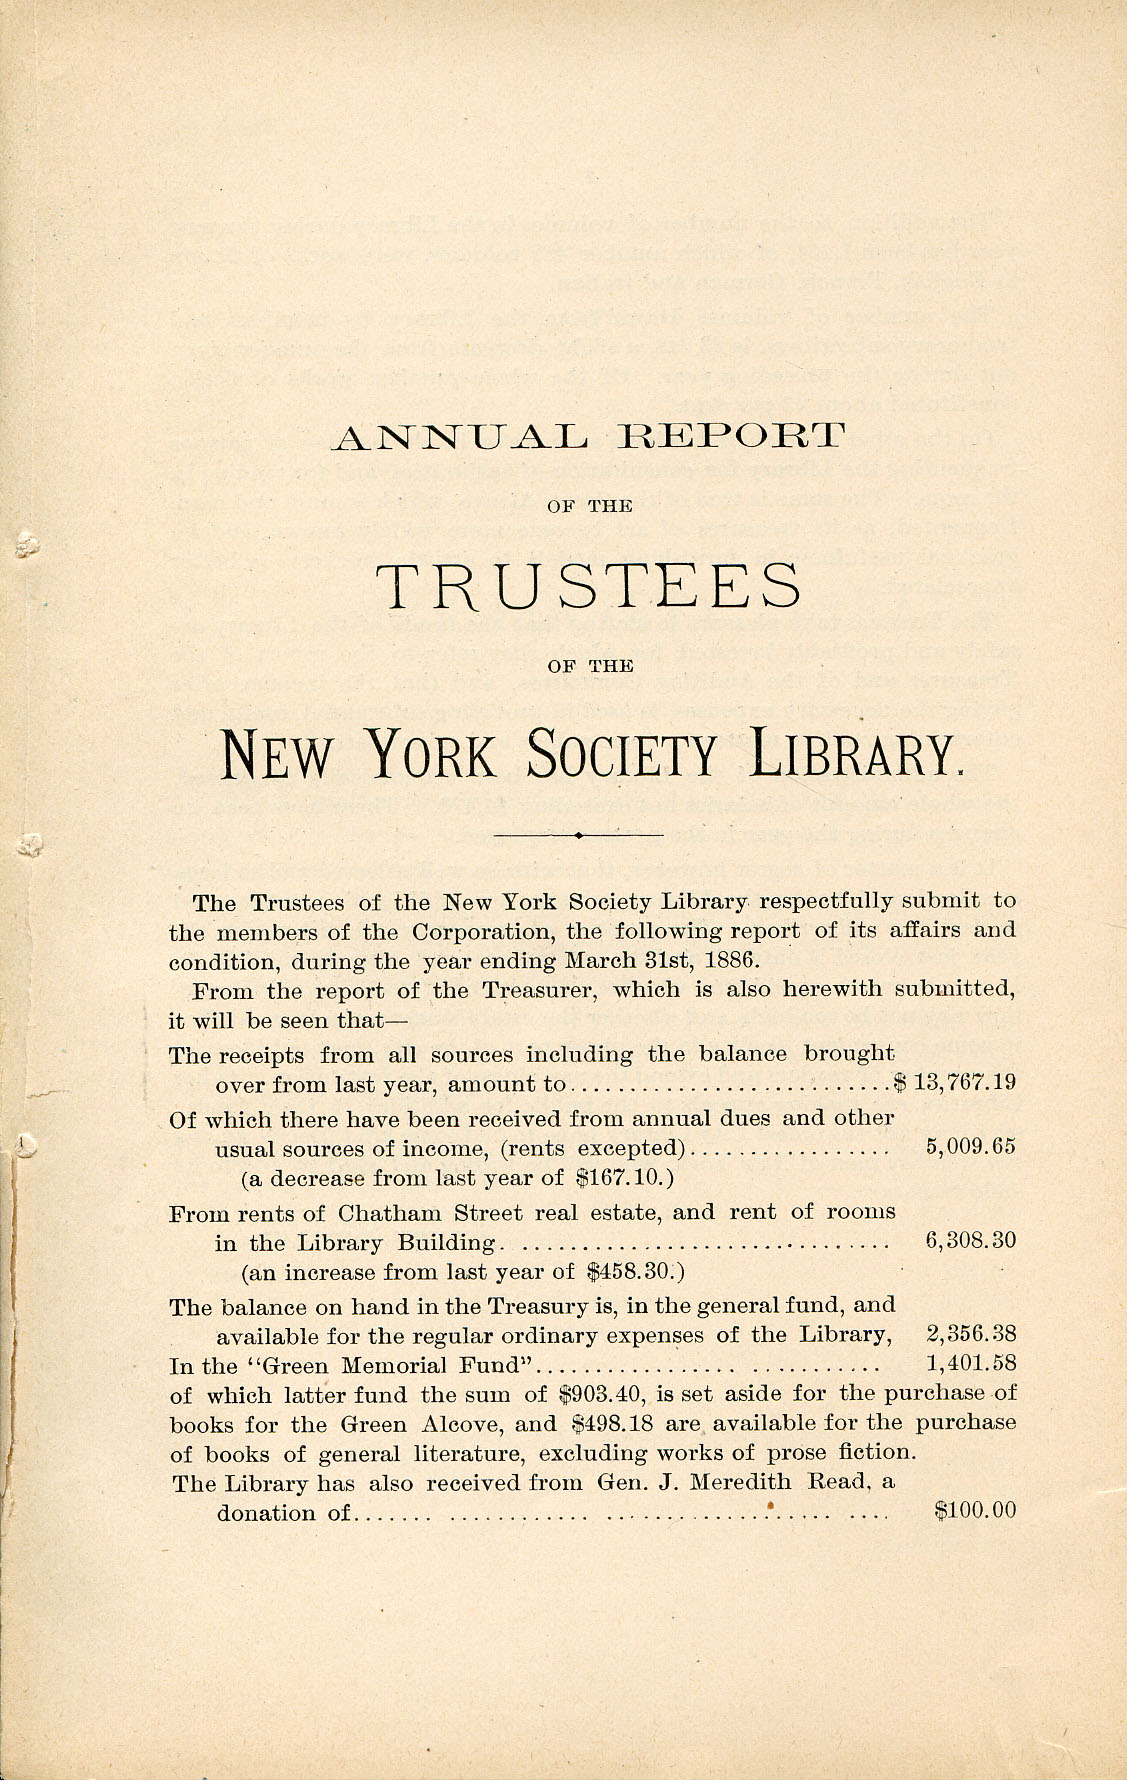 ANNUAL REPORT
OF THE
TRUSTEES
OF THE
NEW YORK SOCIETY LIBRARY.
The Trustees of the New York Society Library respectfully submit to
the members of the Corporation, the following report of its affairs and
condition, during the year ending March 31st, 1886.
From the report of the Treasurer, which is also herewith submitted,
it will be seen that—
The receipts from all sources including the balance brought
over from last year, amount to...........................$ 13,767.19
Of which there have been received from annual dues and other
usual sources of income, (rents excepted)................. 5,009.65
(a decrease from last year of $167.10.)
From rents of Chatham Street real estate, and rent of rooms
in the Library Building. ............................... 6,308.30
(an increase from last year of $458.30.)
The balance on hand in the Treasury is, in the general fund, and
available for the regular ordinary expenses of the Library, 2,356.38
In the "Green Memorial Fund"................. ........... 1,401.58
of which latter fund the sum of $903.40, is set aside for the purchase of
books for the Green Alcove, and $498.18 are available for the purchase
of books of general literature, excluding works of prose fiction.
The Library has also received from Gen. J. Meredith Read, a
donation of....... ............ ................... .... $100.00